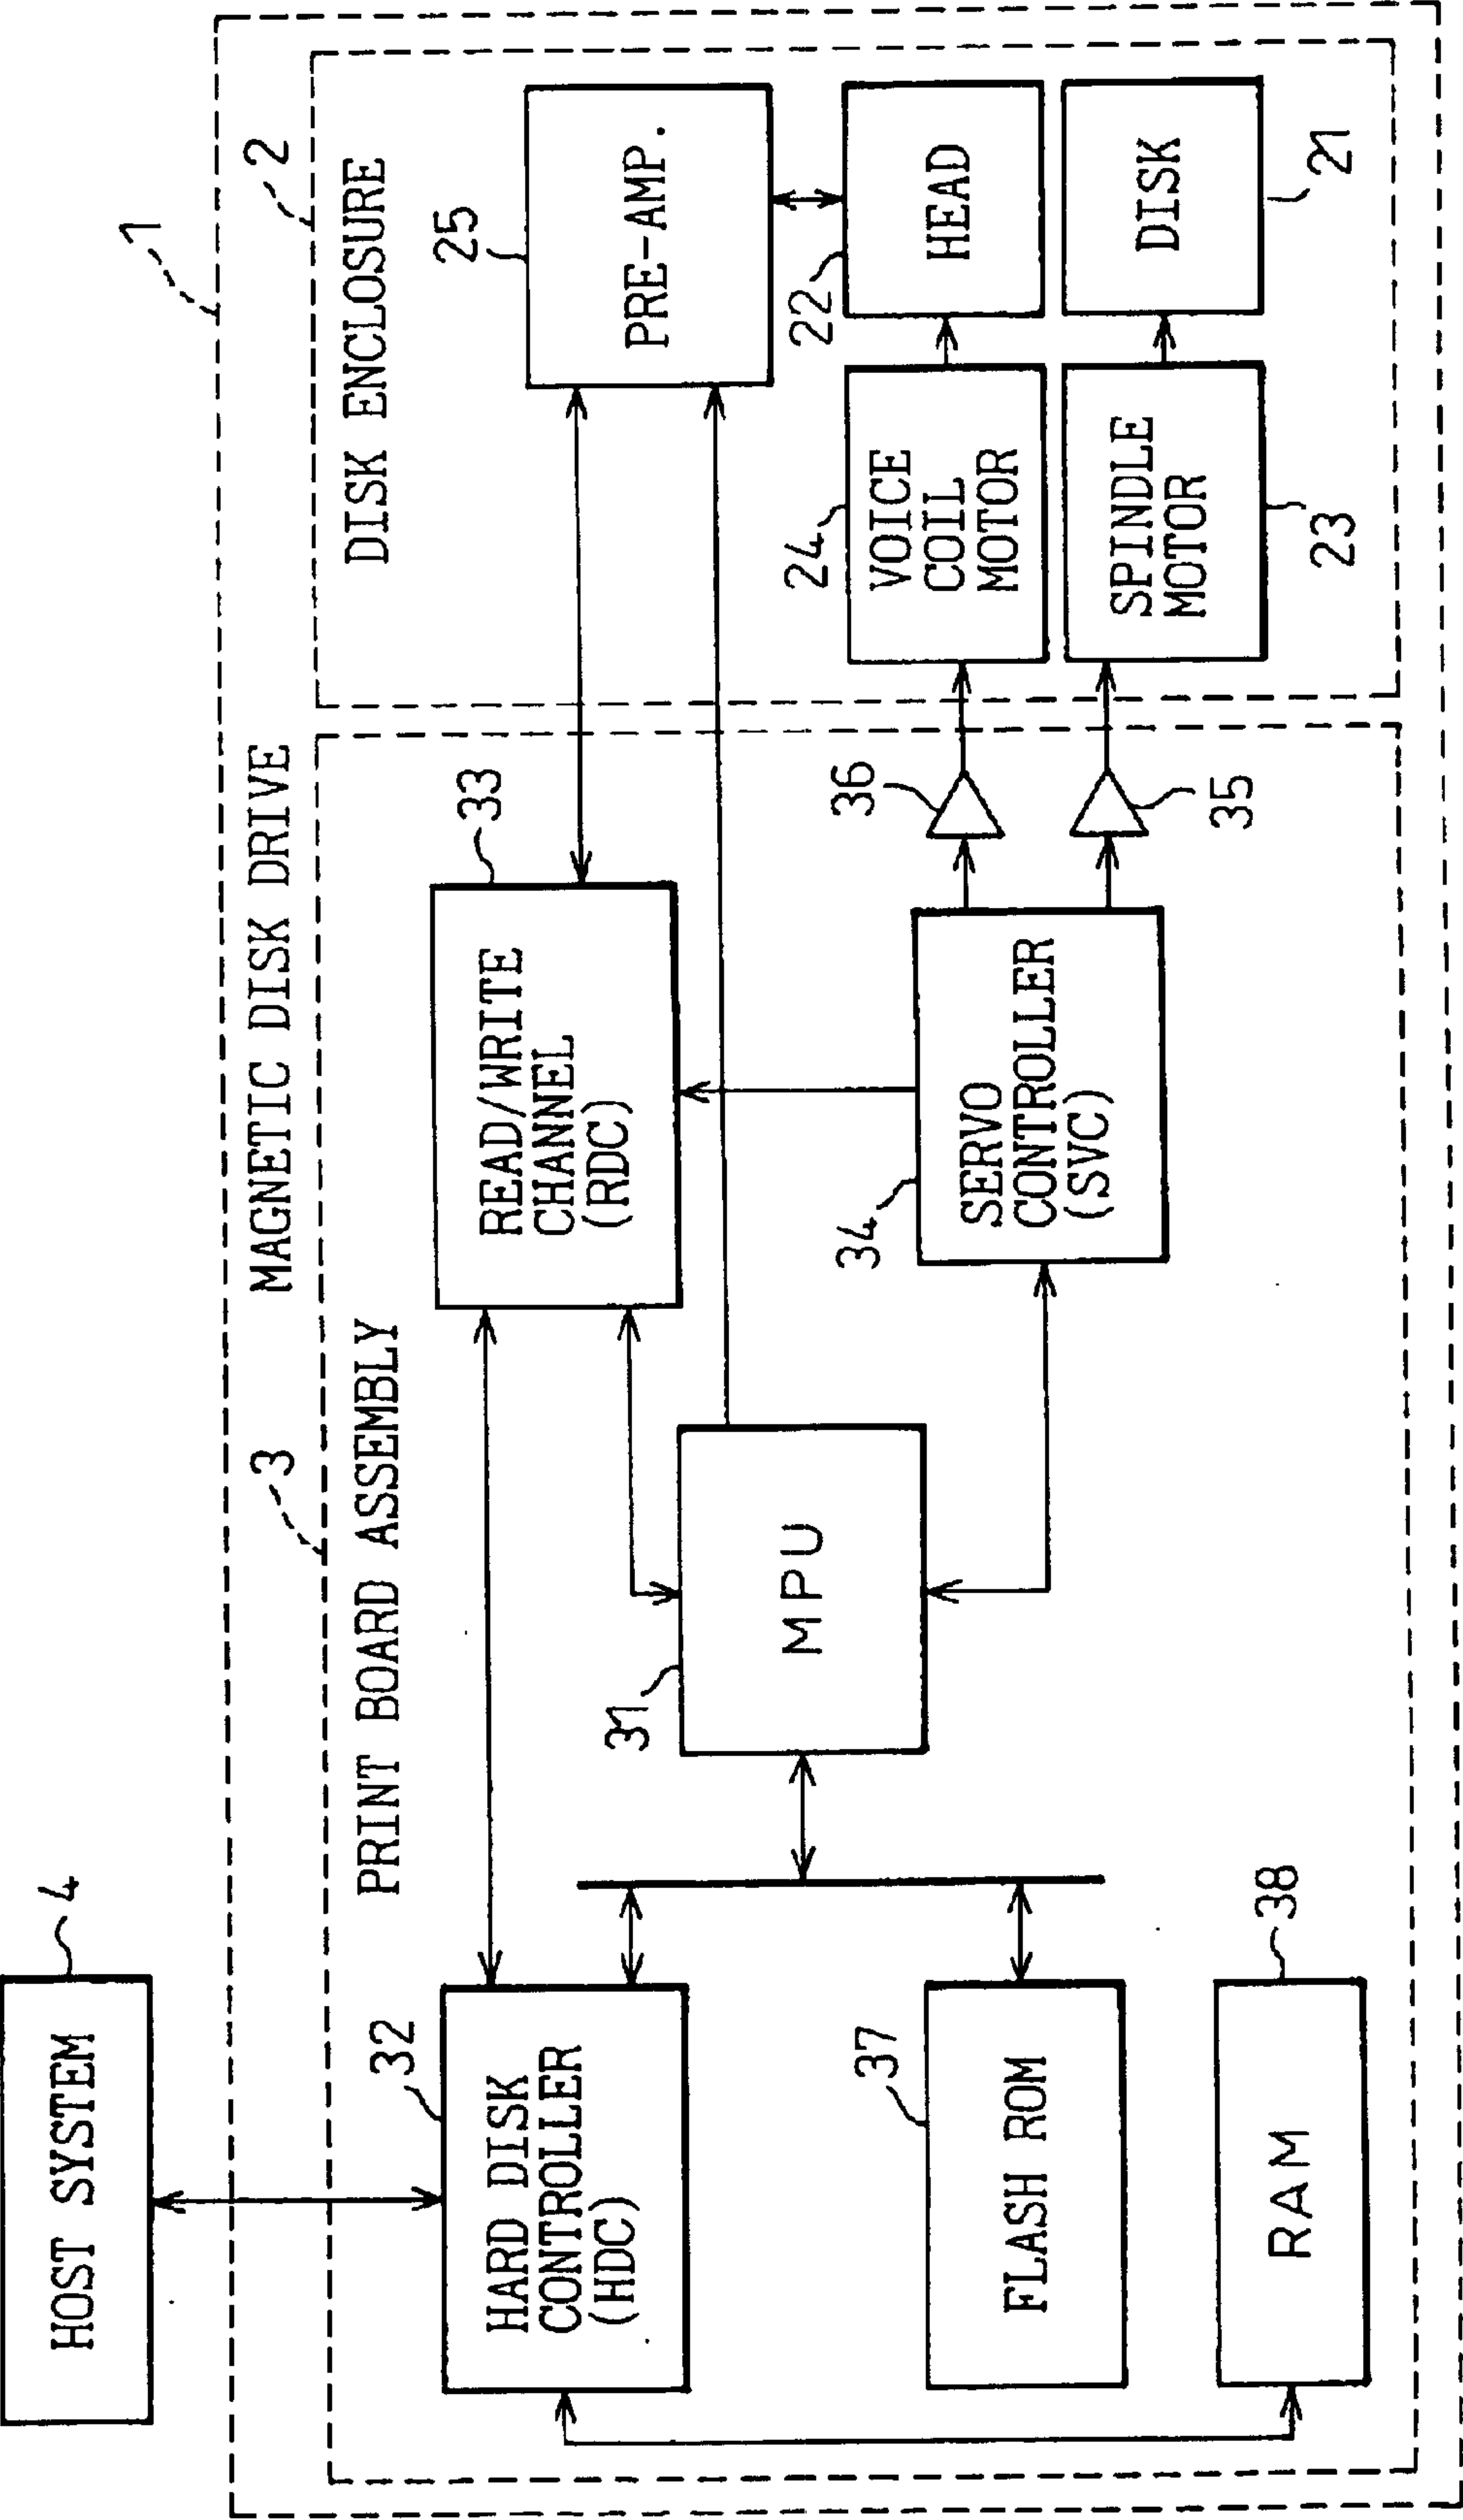 HOST SYSTEM
4
1
MAGNETIC DISK DRIVE
2
3
PRINT BOARD ASSEMBLY
DISK ENCLOSURE
32
HARD DISK
CONTROLLER
(HDC)
33
READ/WRITE
CHANNEL
(RDC)
25
PRE-AMP.
31
MPU
22
HEAD
24
VOICE
COIL
MOTOR
36
37
FLASH ROM
34
SERVO
CONTROLLER
(SVC)
35
SPINDLE
MOTOR
23
DISK
21
38
RAM